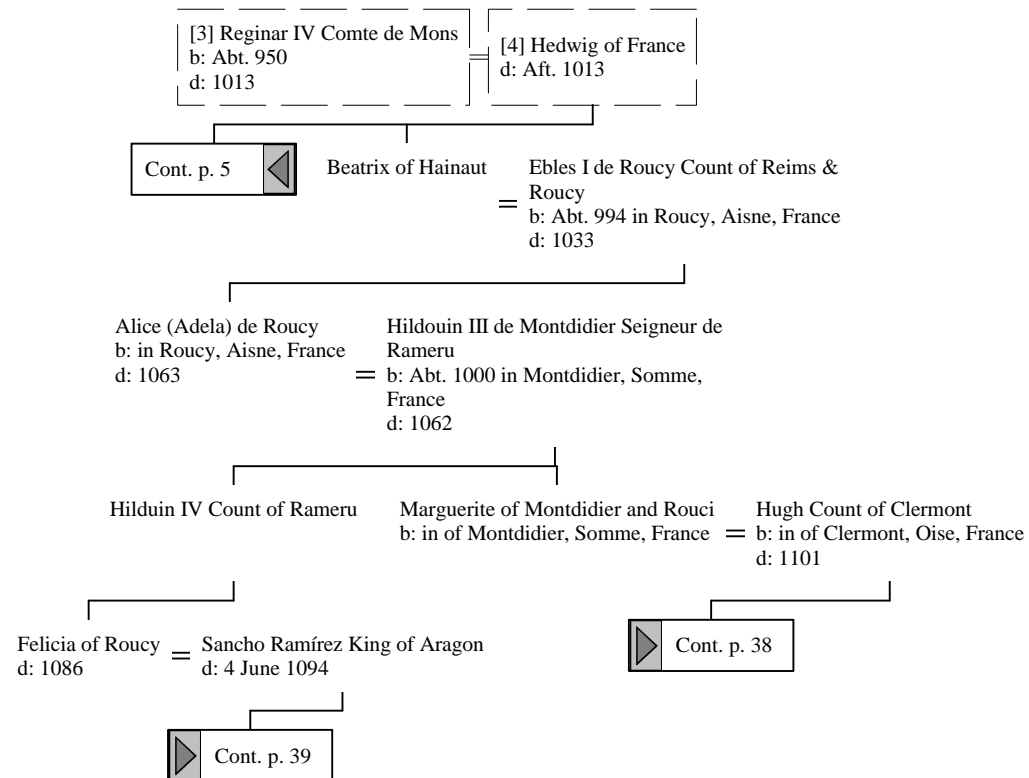 [3] Reginar IV Comte de Mons
b: Abt. 950
d: 1013
=
[4] Hedwig of France
d: Aft. 1013
Cont. p. 5
Beatrix of Hainaut
=
Ebles I de Roucy Count of Reims &
Roucy
b: Abt. 994 in Roucy, Aisne, France
d: 1033
Alice (Adela) de Roucy
b: in Roucy, Aisne, France
d: 1063
=
Hildouin III de Montdidier Seigneur de
Rameru
b: Abt. 1000 in Montdidier, Somme,
France
d: 1062
Hilduin IV Count of Rameru
Marguerite of Montdidier and Rouci
b: in of Montdidier, Somme, France
=
Hugh Count of Clermont
b: in of Clermont, Oise, France
d: 1101
Felicia of Roucy
d: 1086
=
Sancho Ramírez King of Aragon
d: 4 June 1094
Cont. p. 38
Cont. p. 39